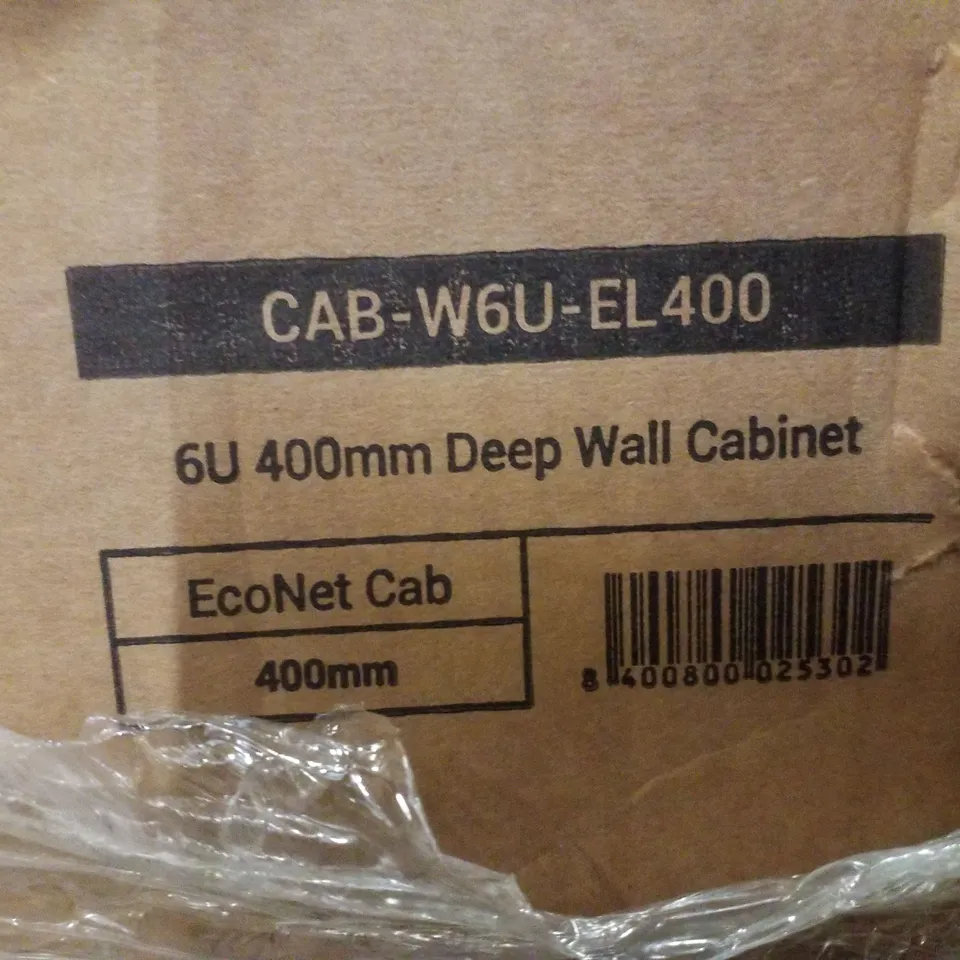 CAB-W6U-EL400
6U 400mm Deep Wall Cabinet
EcoNet Cab
400mm
8 400800 025302